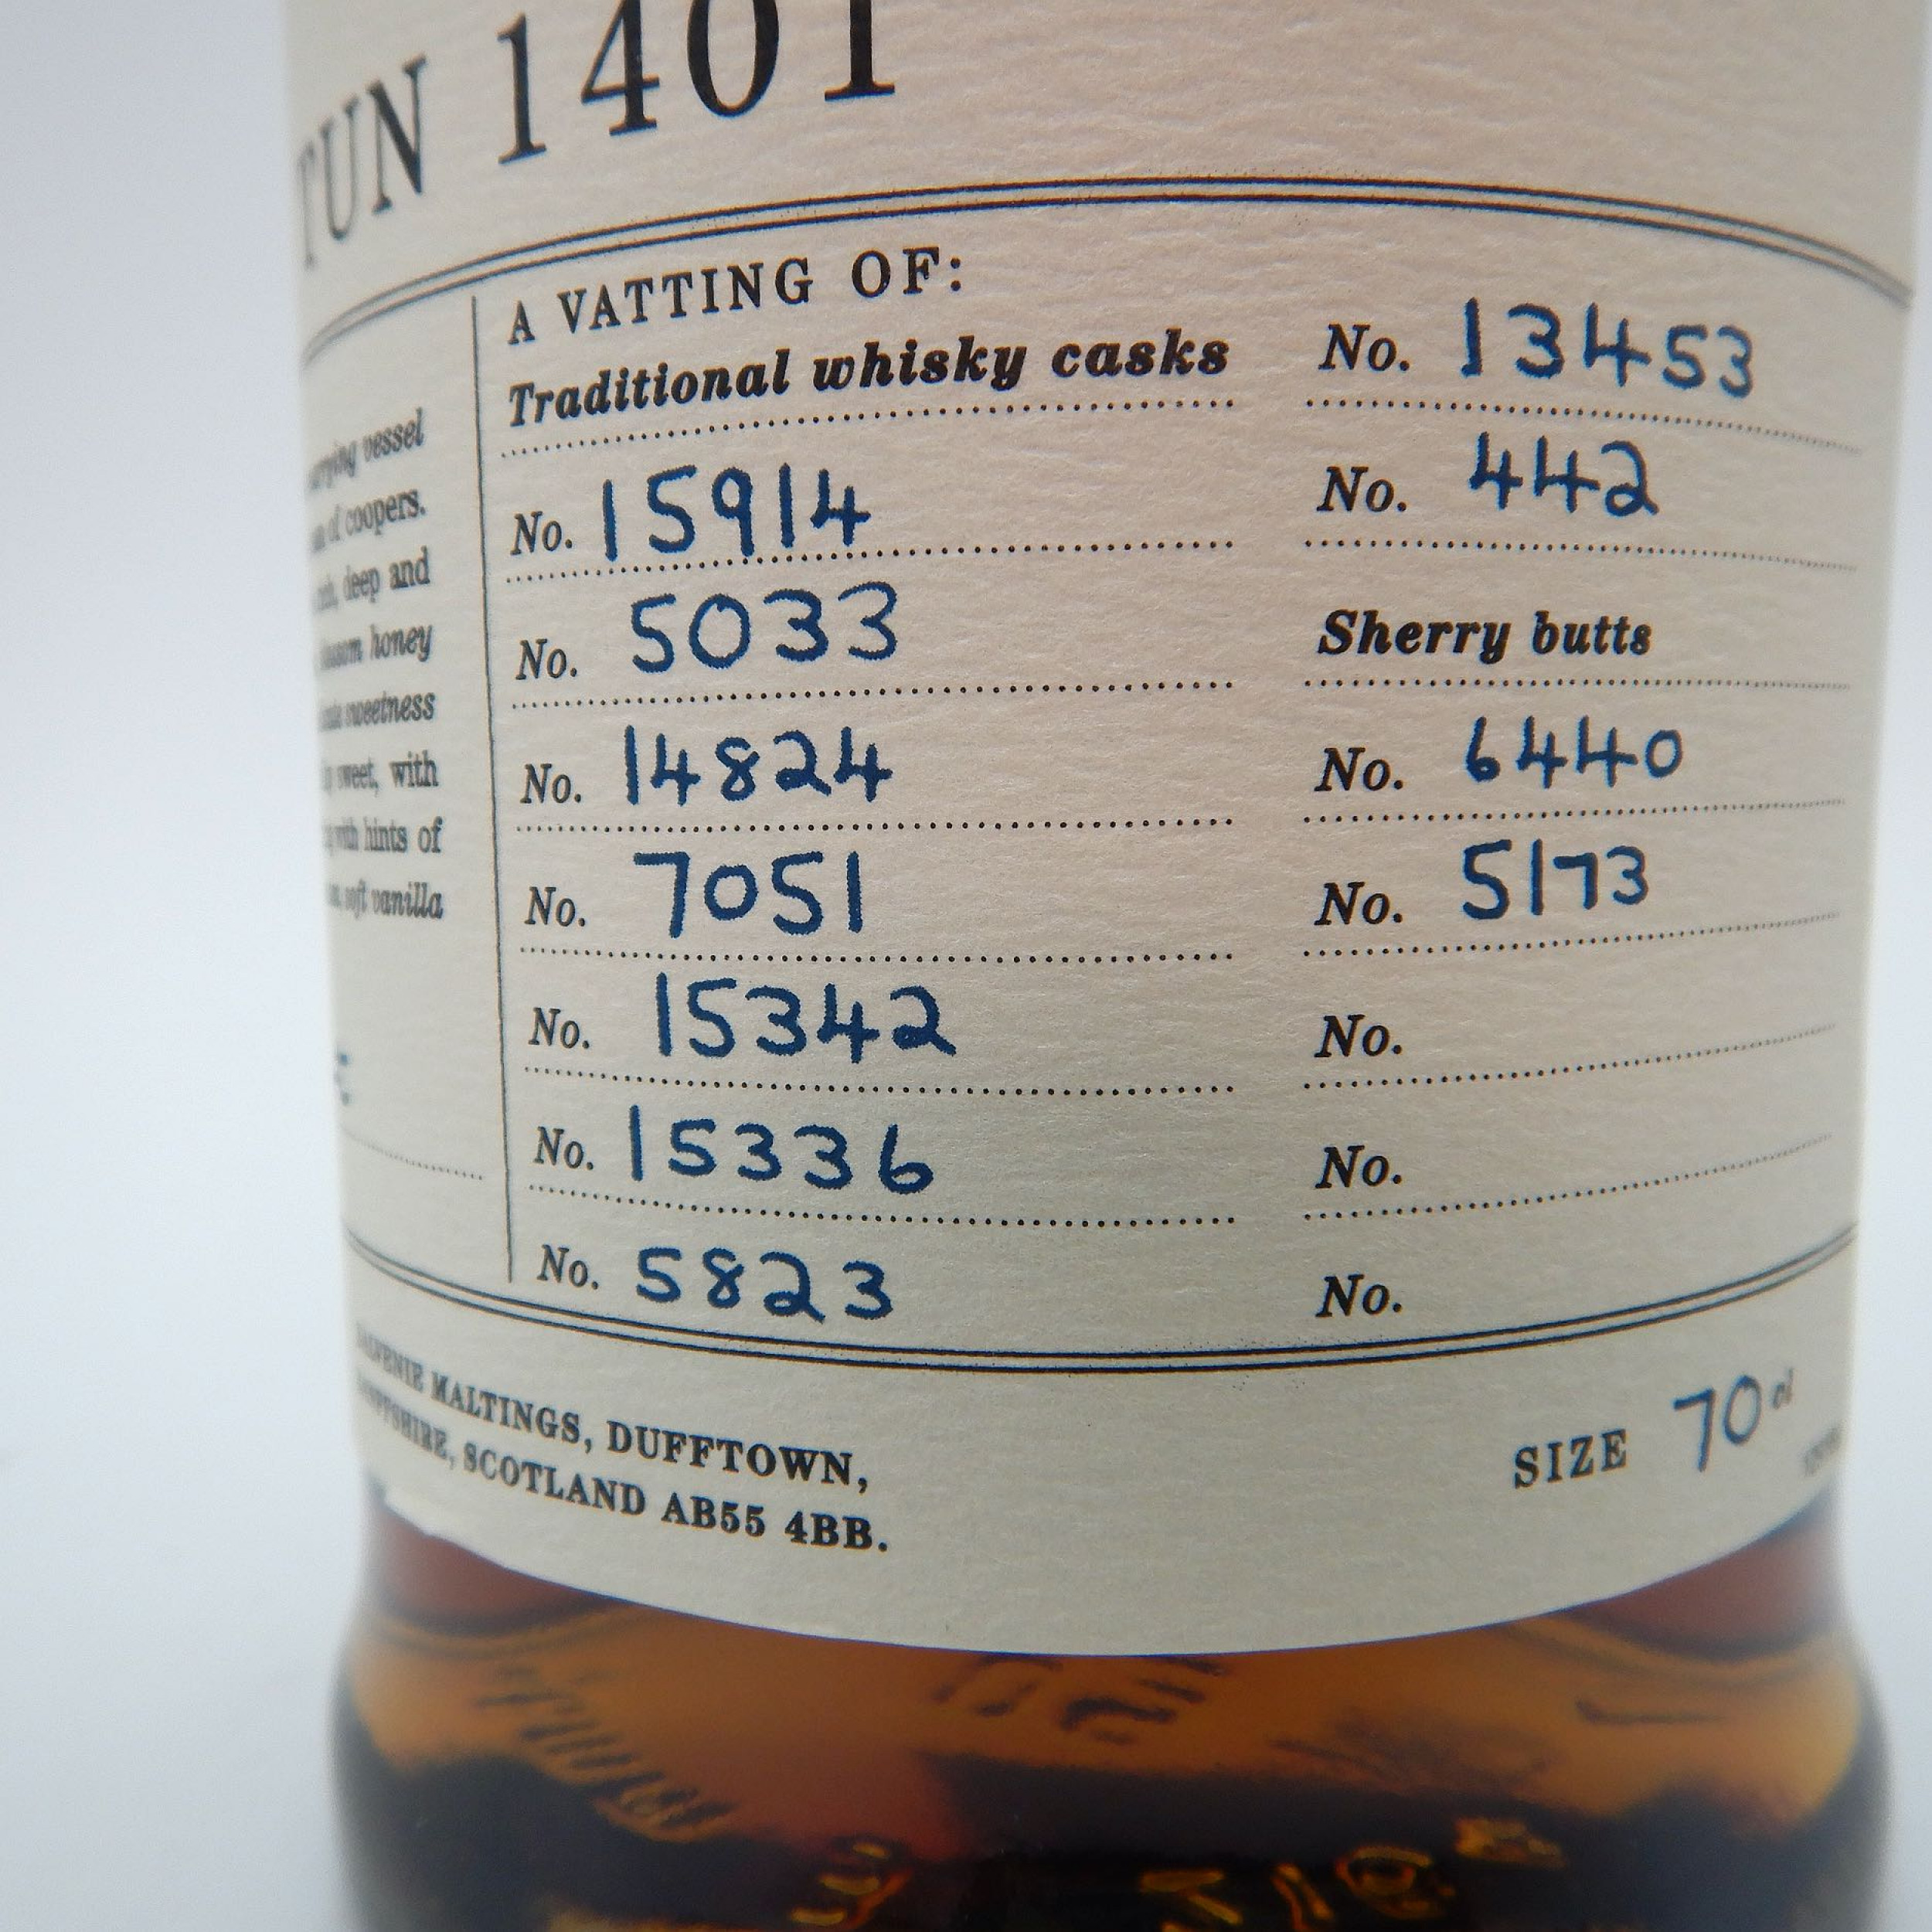 TUN 1401
vessel
of coopers.
deep and
honey
sweetness
sweet, with
with hints of
soft vanilla
A VATTING OF:
Traditional whisky casks
No. 15914
No. 5033
No. 14824
No. 7051
No. 15342
No. 15336
No. 5823
No. 13453
No. 442
Sherry butts
No. 6440
No. 5173
No.
No.
No.
MALTINGS, DUFFTOWN,
SCOTLAND AB55 4BB.
SIZE 70 cl